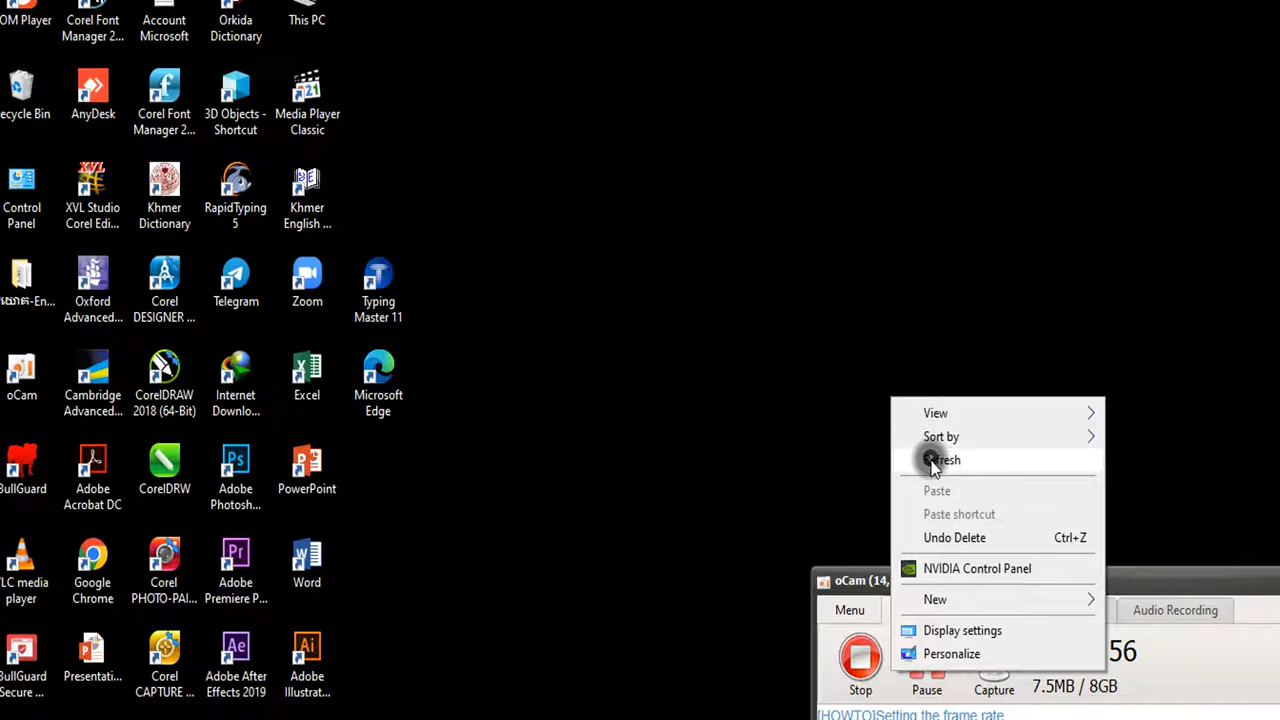 OM Player
Corel Font
Manager 2...
Account
Microsoft
Orkida
Dictionary
This PC
ecycle Bin
AnyDesk
Corel Font
Manager 2...
3D Objects -
Shortcut
Media Player
Classic
Control
Panel
XVL Studio
Corel Edi...
Khmer
Dictionary
RapidTyping
5
Khmer
English ...
Oxford
Advanced...
Corel
DESIGNER ...
Telegram
Zoom
Typing
Master 11
oCam
Cambridge
Advanced...
CorelDRAW
2018 (64-Bit)
Internet
Downlo...
Excel
Microsoft
Edge
BullGuard
Adobe
Acrobat DC
CorelDRW
Adobe
Photosh...
PowerPoint
VLC media
player
Google
Chrome
Corel
PHOTO-PAI...
Adobe
Premiere P...
Word
BullGuard
Secure ...
Presentati...
Corel
CAPTURE ...
Adobe After
Effects 2019
Adobe
Illustrat...
View
Sort by
Refresh
Paste
Paste shortcut
Undo Delete Ctrl+Z
NVIDIA Control Panel
New
Display settings
Personalize
oCam (14,
Menu
Audio Recording
56
Stop
Pause
Capture
7.5MB / 8GB
[HOWTO]Setting the frame rate